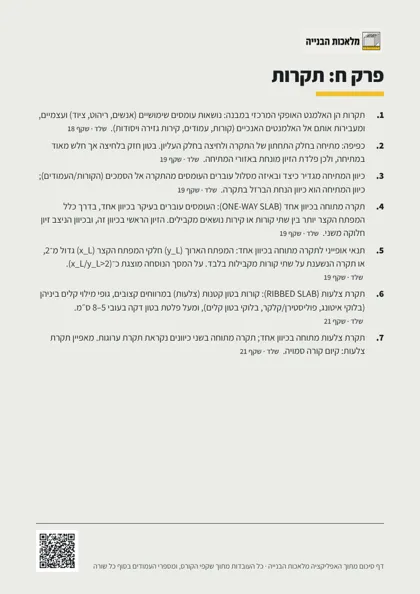 מלאכות הבנייה
פרק ח: תקרות
1. תקרות הן האלמנט האופקי המרכזי במבנה: נושאות עומסים שימושיים (אנשים, ריהוט, ציוד) ועצמיים,
ומעבירות אותם אל האלמנטים האנכיים (קורות, עמודים, קירות גזירה ויסודות). שלד · שקף 18
2. כפיפה: מתיחה בחלק התחתון של התקרה ולחיצה בחלק העליון. בטון חזק בלחיצה אך חלש מאוד
במתיחה, ולכן פלדת הזיון מונחת באזורי המתיחה. שלד · שקף 19
3. כיוון המתיחה מגדיר כיצד ובאיזה מסלול עוברים העומסים מהתקרה אל הסמכים (הקורות/העמודים);
כיוון המתיחה הוא כיוון הנחת הברזל בתקרה. שלד · שקף 19
4. תקרה מתוחה בכיוון אחד (ONE-WAY SLAB): העומסים עוברים בעיקר בכיוון אחד, בדרך כלל
המפתח הקצר יותר בין שתי קורות או קירות נושאים מקבילים. הזיון הראשי בכיוון זה, ובכיוון הניצב זיון
חלוקה משני. שלד · שקף 19
5. תנאי אופייני לתקרה מתוחה בכיוון אחד: המפתח הארוך (y_L) חלקי המפתח הקצר (x_L) גדול מ־2,
או תקרה הנשענת על שתי קורות מקבילות בלבד. על המסך הנוסחה מוצגת כ־(x_L/y_L>2).
שלד · שקף 19
6. תקרת צלעות (RIBBED SLAB): קורות בטון קטנות (צלעות) במרווחים קצובים, גופי מילוי קלים ביניהן
(בלוקי איטונג, פוליסטירן/קלקר, בלוקי בטון קלים), ומעל פלטת בטון דקה בעובי 5–8 ס״מ.
שלד · שקף 21
7. תקרת צלעות מתוחה בכיוון אחד; תקרה מתוחה בשני כיוונים נקראת תקרת ערוגות. מאפיין תקרת
צלעות: קיום קורה סמויה. שלד · שקף 21
דף סיכום מתוך האפליקציה מלאכות הבנייה · כל העובדות מתוך שקפי הקורס, ומספרי העמודים בסוף כל שורה